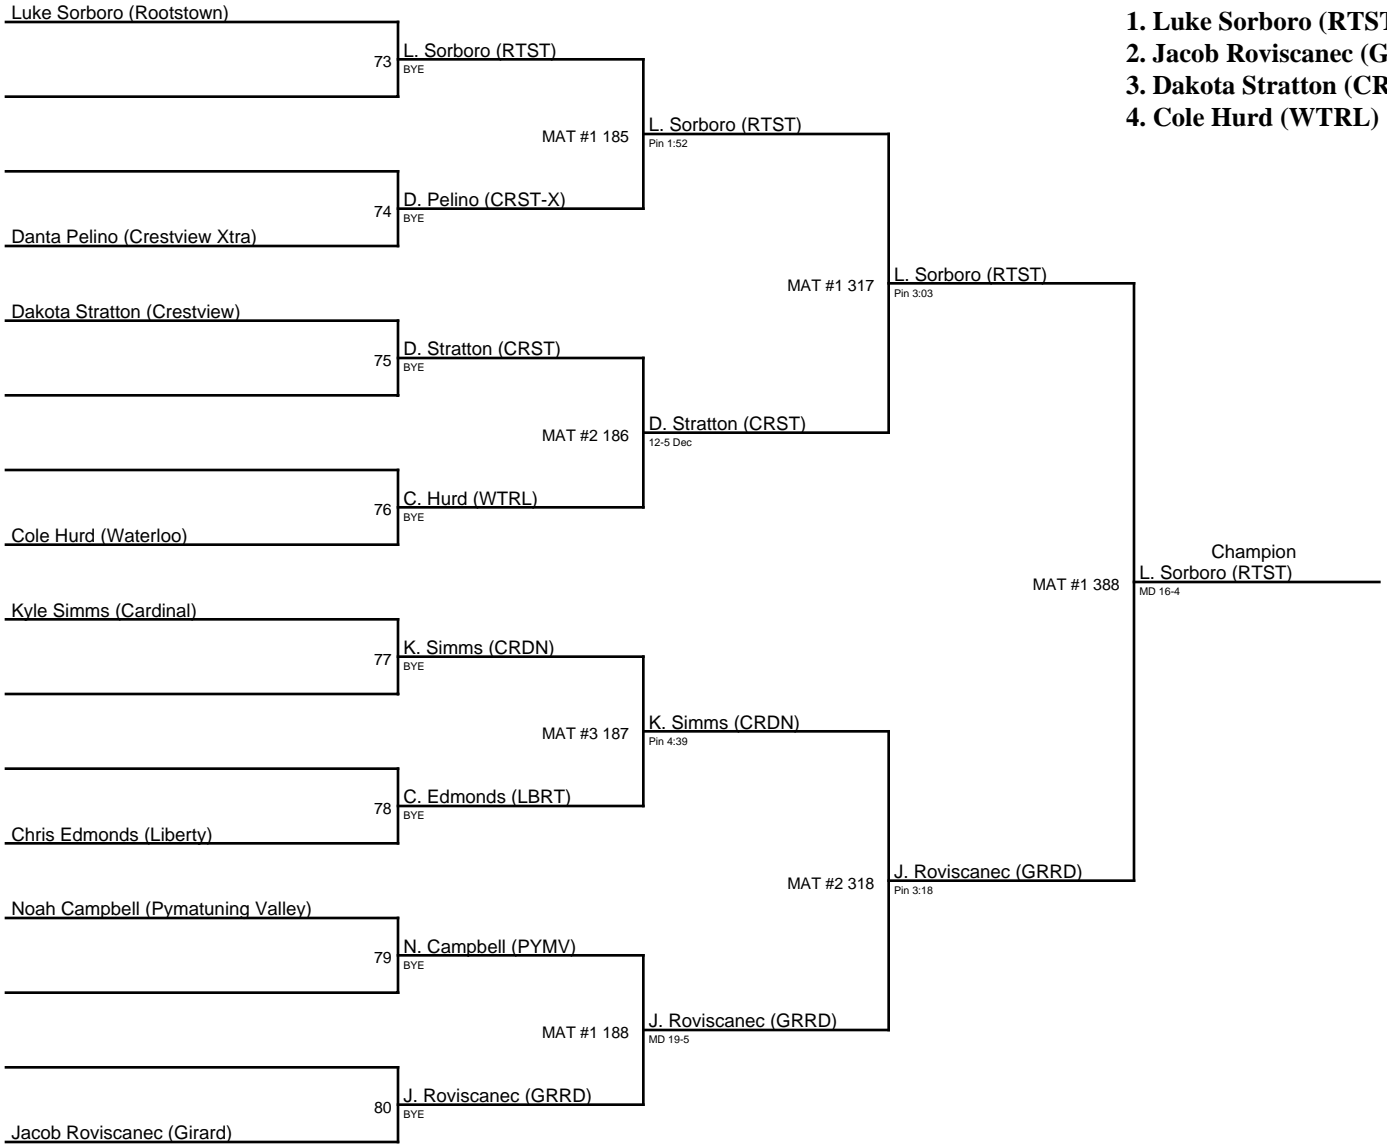 Luke Sorboro (Rootstown)
1. Luke Sorboro (RTST
2. Jacob Roviscanec (G
3. Dakota Stratton (CR
4. Cole Hurd (WTRL)
73 L. Sorboro (RTST)
BYE
MAT #1 185 L. Sorboro (RTST)
Pin 1:52
74 D. Pelino (CRST-X)
BYE
Danta Pelino (Crestview Xtra)
MAT #1 317 L. Sorboro (RTST)
Pin 3:03
Dakota Stratton (Crestview)
75 D. Stratton (CRST)
BYE
MAT #2 186 D. Stratton (CRST)
12-5 Dec
76 C. Hurd (WTRL)
BYE
Cole Hurd (Waterloo)
Champion
MAT #1 388 L. Sorboro (RTST)
MD 16-4
Kyle Simms (Cardinal)
77 K. Simms (CRDN)
BYE
MAT #3 187 K. Simms (CRDN)
Pin 4:39
78 C. Edmonds (LBRT)
BYE
Chris Edmonds (Liberty)
MAT #2 318 J. Roviscanec (GRRD)
Pin 3:18
Noah Campbell (Pymatuning Valley)
79 N. Campbell (PYMV)
BYE
MAT #1 188 J. Roviscanec (GRRD)
MD 19-5
80 J. Roviscanec (GRRD)
BYE
Jacob Roviscanec (Girard)